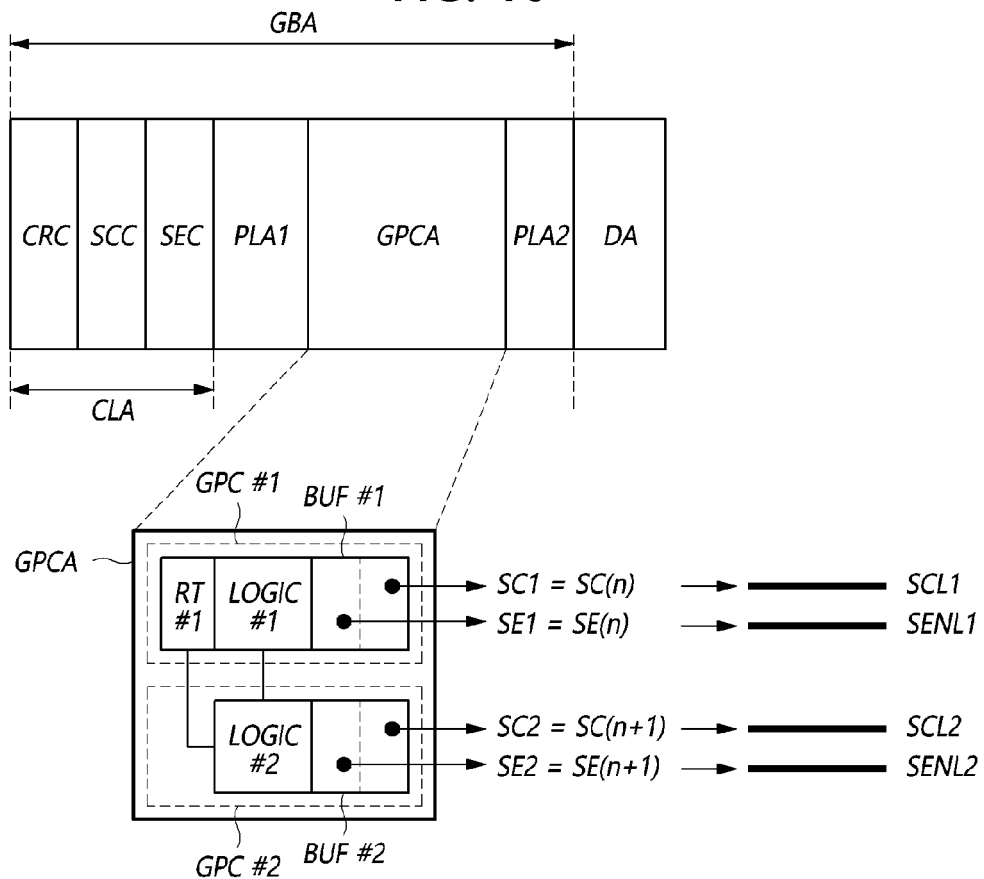 FIG.
GBA
CRC SCC SEC PLA1 GPCA PLA2 DA
CLA
GPC #1 BUF #1
GPCA
RT #1 LOGIC #1
SC1 = SC(n) SCL1
SE1 = SE(n) SENL1
LOGIC #2
SC2 = SC(n+1) SCL2
SE2 = SE(n+1) SENL2
GPC #2 BUF #2